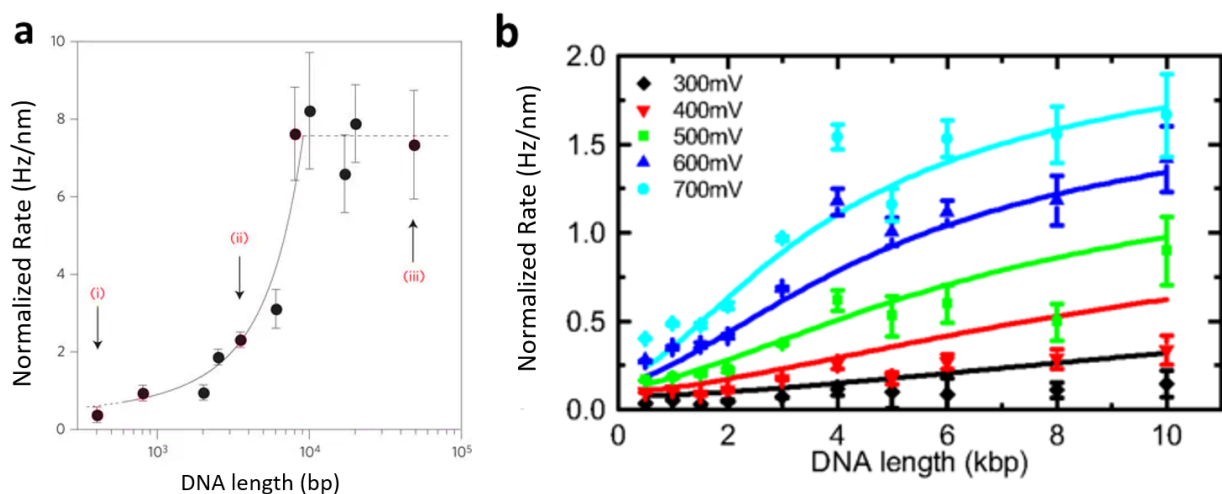 a
Normalized Rate (Hz/nm)
10
8
6
4
2
0
(i)
(ii)
(iii)
10³
10⁴
10⁵
DNA length (bp)
b
Normalized Rate (Hz/nm)
2.0
1.5
1.0
0.5
0.0
300mV
400mV
500mV
600mV
700mV
0 2 4 6 8 10
DNA length (kbp)